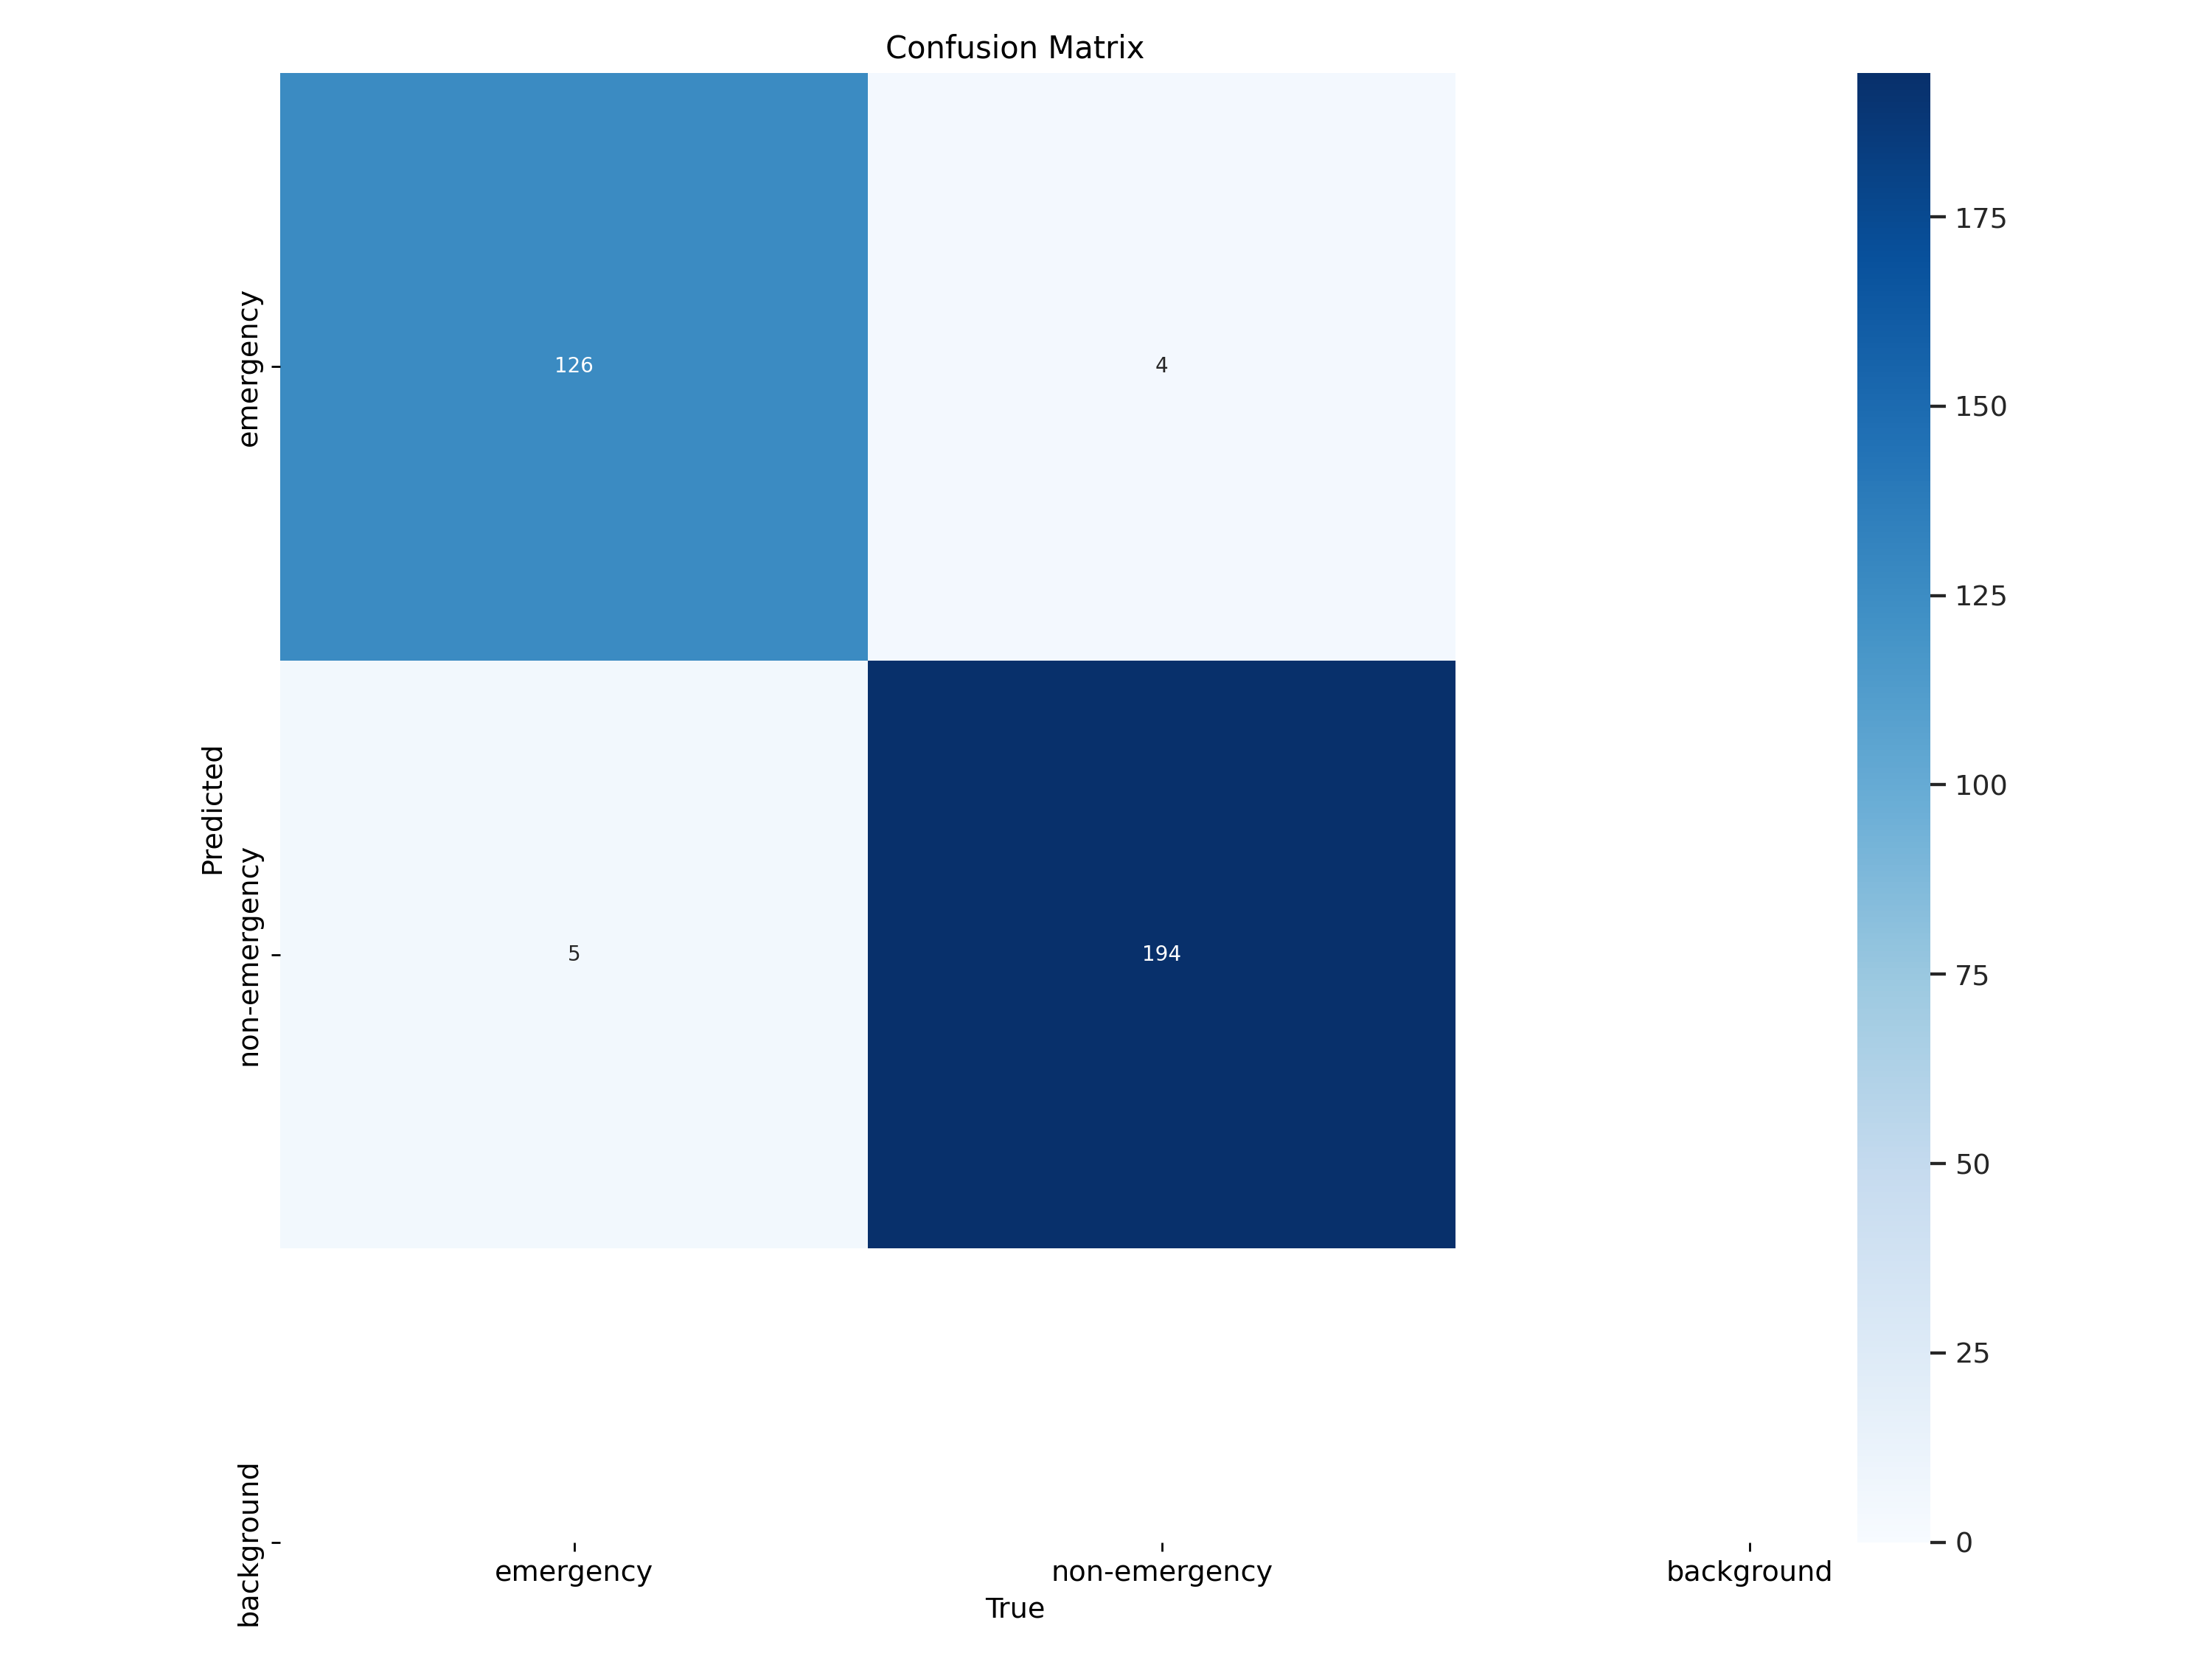 Confusion Matrix
emergency
126
4
175
150
125
100
75
50
25
0
Predicted
non-emergency
5
194
background
emergency
non-emergency
background
True